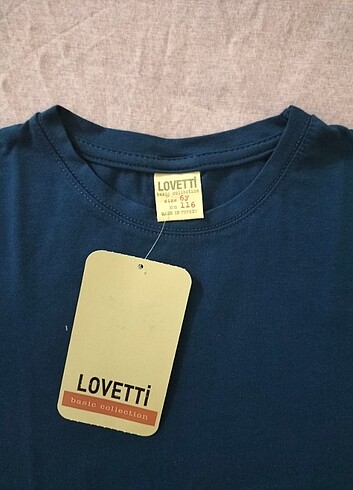 LOVETTi
basic collection
size 6y
cm 116
MADE IN TURKEY
LOVETTi
basic collection